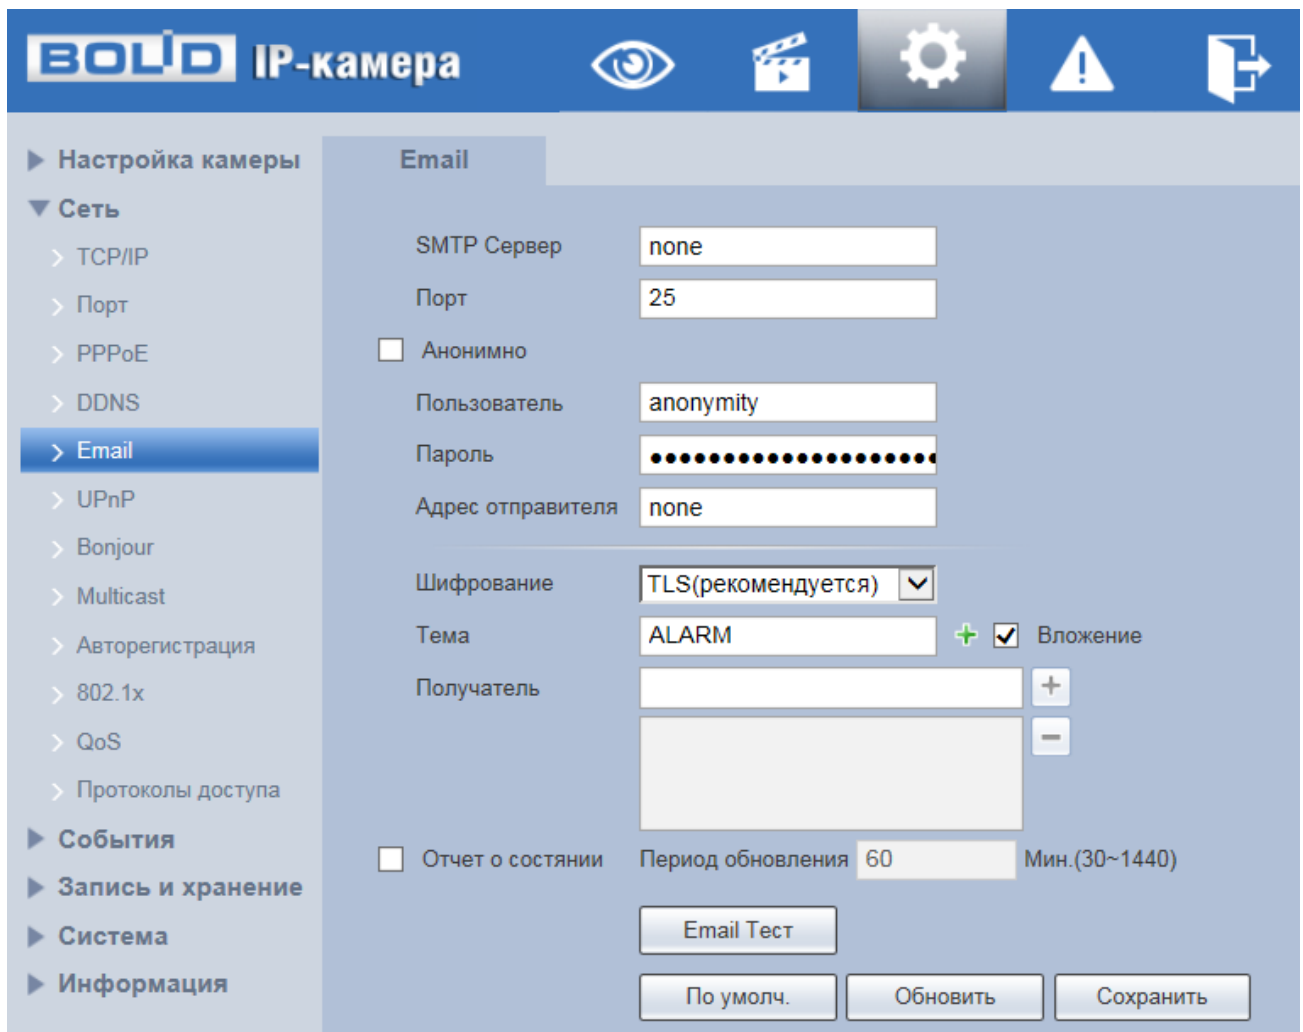 BOLID IP-камера
Настройка камеры
Сеть
TCP/IP
Порт
PPPoE
DDNS
Email
UPnP
Bonjour
Multicast
Авторегистрация
802.1x
QoS
Протоколы доступа
События
Запись и хранение
Система
Информация
Email
SMTP Сервер none
Порт 25
Анонимно
Пользователь anonymity
Пароль ●●●●●●●●●●●●●●●●●●●●
Адрес отправителя none
Шифрование TLS(рекомендуется)
Тема ALARM Вложение
Получатель
Отчет о состянии Период обновления 60 Мин.(30~1440)
Email Тест
По умолч. Обновить Сохранить